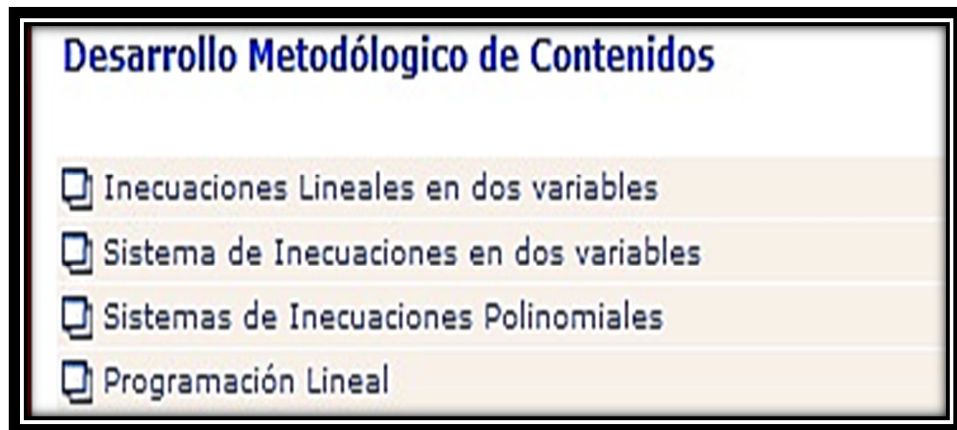 Desarrollo Metodólogico de Contenidos
Inecuaciones Lineales en dos variables
Sistema de Inecuaciones en dos variables
Sistemas de Inecuaciones Polinomiales
Programación Lineal